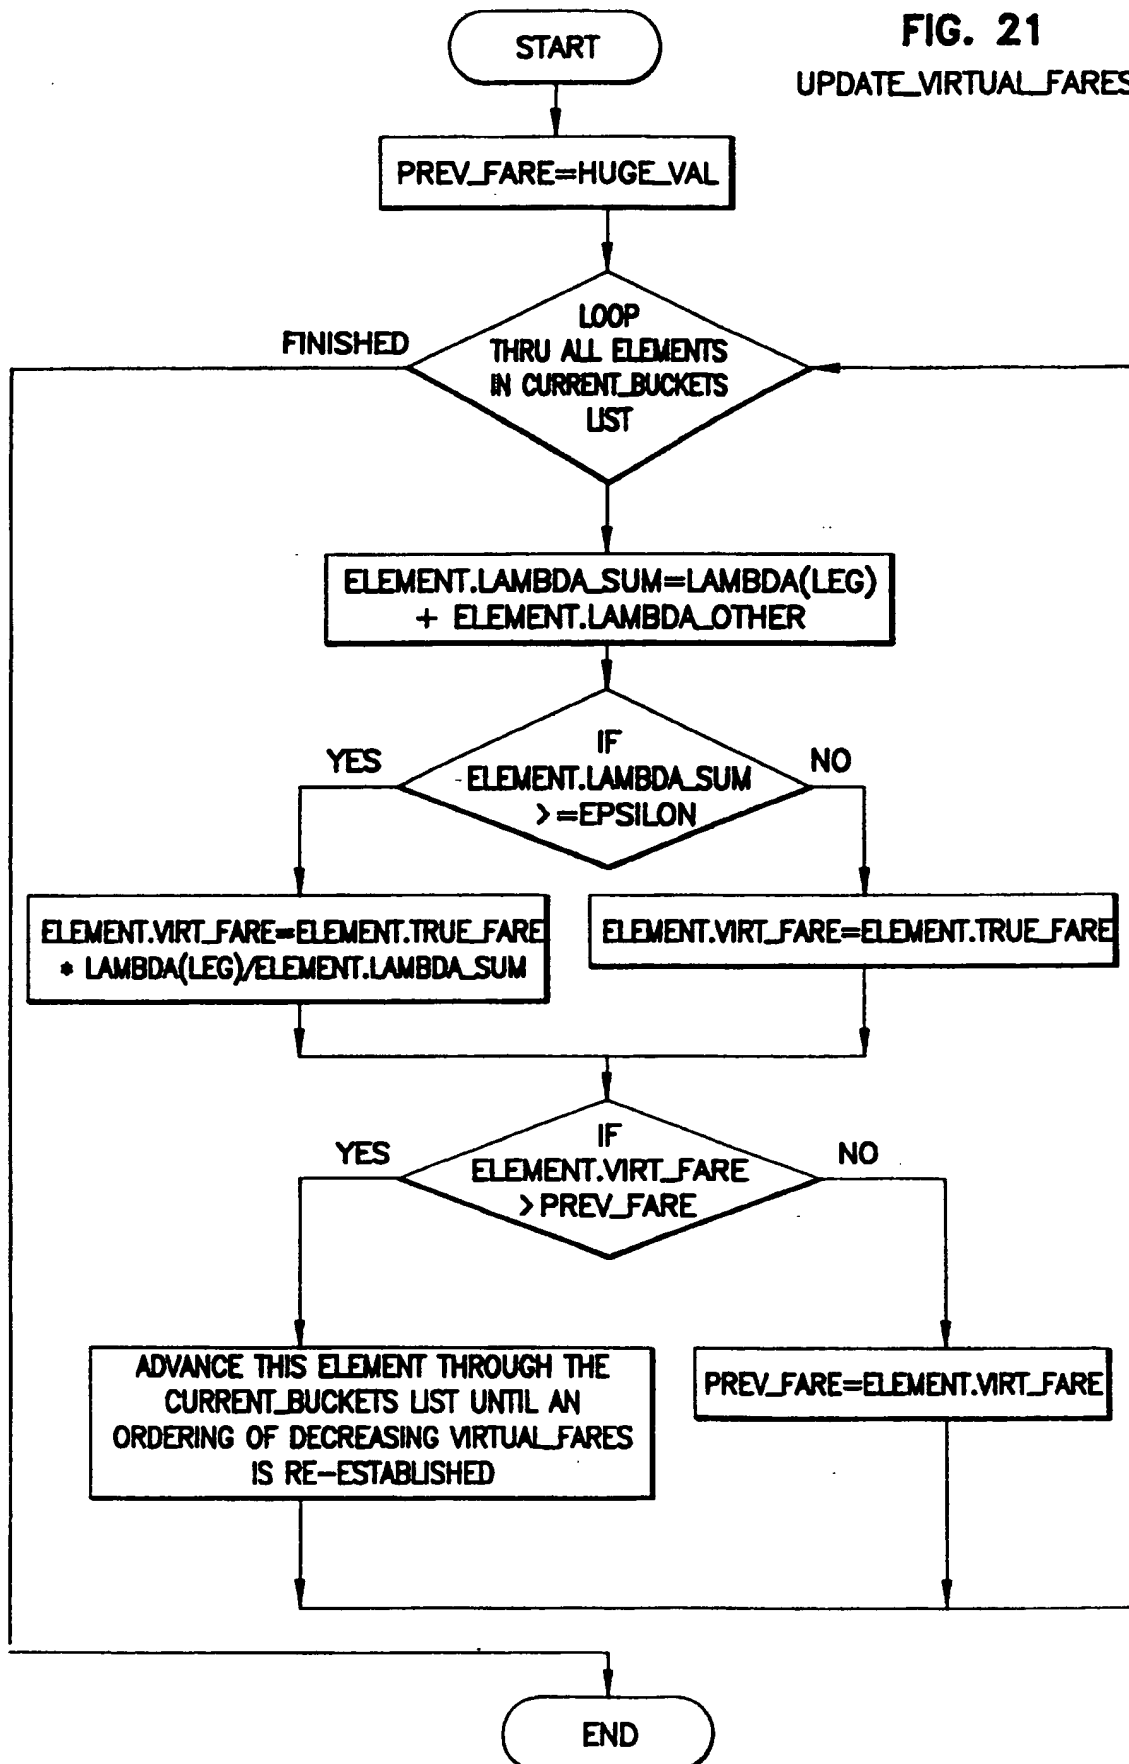 START
FIG. 21
UPDATE_VIRTUAL_FARES
PREV_FARE=HUGE_VAL
FINISHED
LOOP
THRU ALL ELEMENTS
IN CURRENT_BUCKETS
LIST
ELEMENT.LAMBDA_SUM=LAMBDA(LEG)
+ ELEMENT.LAMBDA_OTHER
YES
IF
ELEMENT.LAMBDA_SUM
>=EPSILON
NO
ELEMENT.VIRT_FARE=ELEMENT.TRUE_FARE
* LAMBDA(LEG)/ELEMENT.LAMBDA_SUM
ELEMENT.VIRT_FARE=ELEMENT.TRUE_FARE
YES
IF
ELEMENT.VIRT_FARE
>PREV_FARE
NO
ADVANCE THIS ELEMENT THROUGH THE
CURRENT_BUCKETS LIST UNTIL AN
ORDERING OF DECREASING VIRTUAL_FARES
IS RE-ESTABLISHED
PREV_FARE=ELEMENT.VIRT_FARE
END